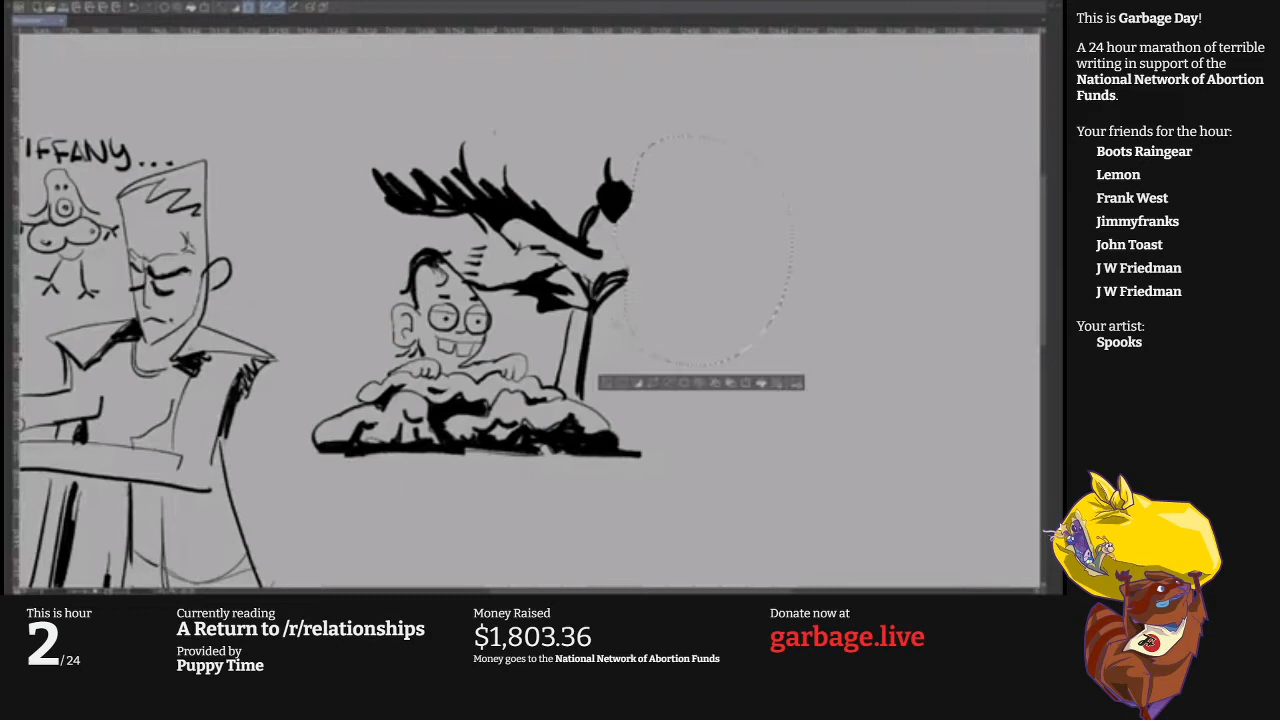 IFFANY...
This is Garbage Day!
A 24 hour marathon of terrible
writing in support of the
National Network of Abortion
Funds.
Your friends for the hour:
Boots Raingear
Lemon
Frank West
Jimmyfranks
John Toast
J W Friedman
J W Friedman
Your artist:
Spooks
This is hour
2/24
Currently reading
A Return to /r/relationships
Provided by
Puppy Time
Money Raised
$1,803.36
Money goes to the National Network of Abortion Funds
Donate now at
garbage.live